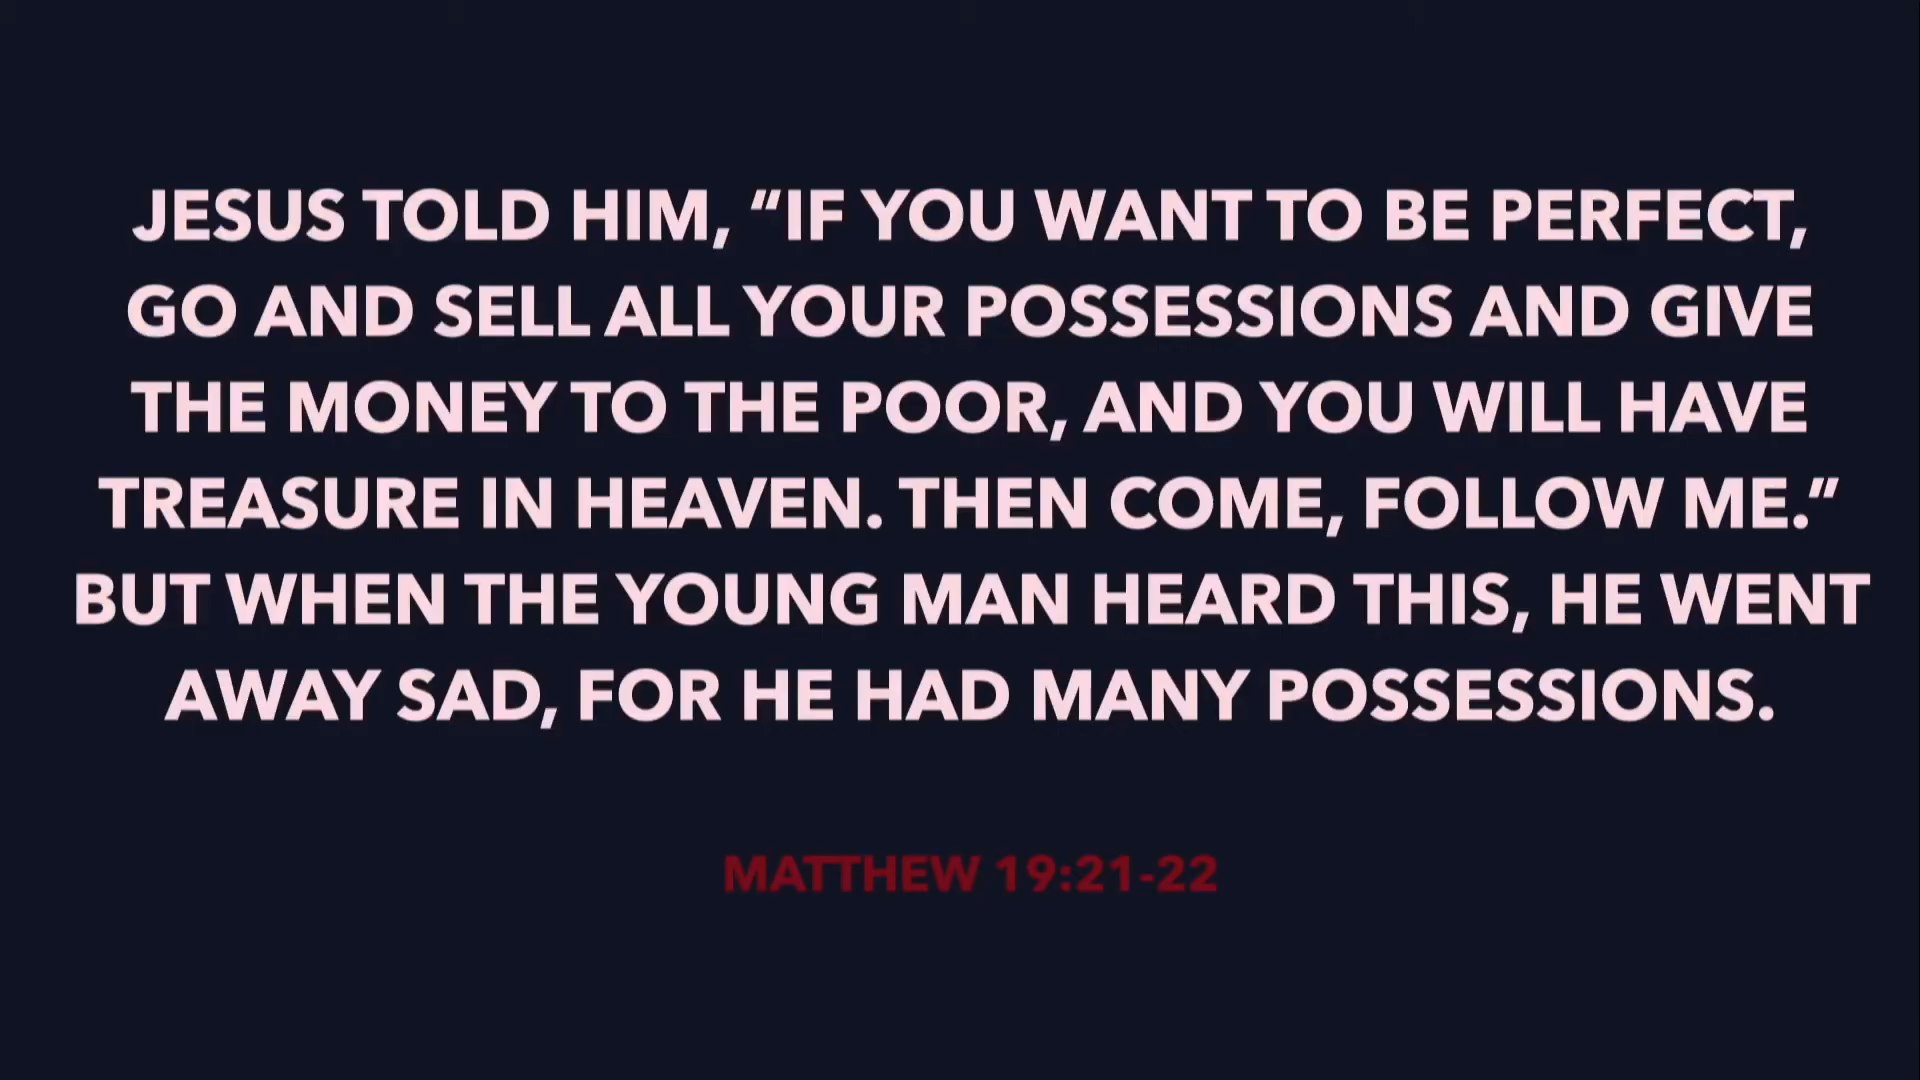 JESUS TOLD HIM, “IF YOU WANT TO BE PERFECT,
GO AND SELL ALL YOUR POSSESSIONS AND GIVE
THE MONEY TO THE POOR, AND YOU WILL HAVE
TREASURE IN HEAVEN. THEN COME, FOLLOW ME.”
BUT WHEN THE YOUNG MAN HEARD THIS, HE WENT
AWAY SAD, FOR HE HAD MANY POSSESSIONS.
MATTHEW 19:21-22